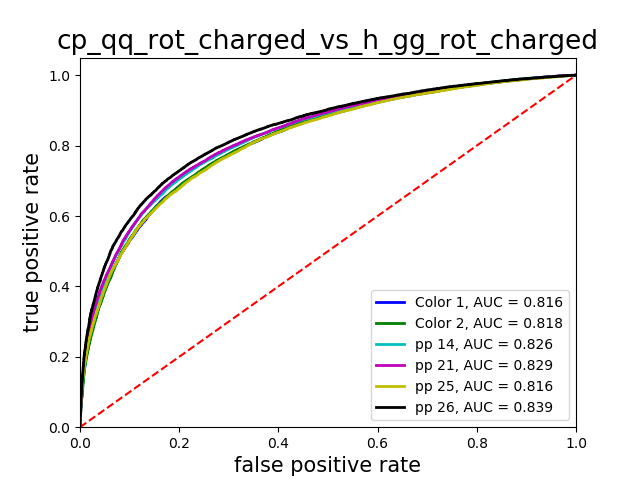 cp_qq_rot_charged_vs_h_gg_rot_charged
true positive rate
1.0
0.8
0.6
0.4
0.2
0.0
Color 1, AUC = 0.816
Color 2, AUC = 0.818
pp 14, AUC = 0.826
pp 21, AUC = 0.829
pp 25, AUC = 0.816
pp 26, AUC = 0.839
0.0 0.2 0.4 0.6 0.8 1.0
false positive rate